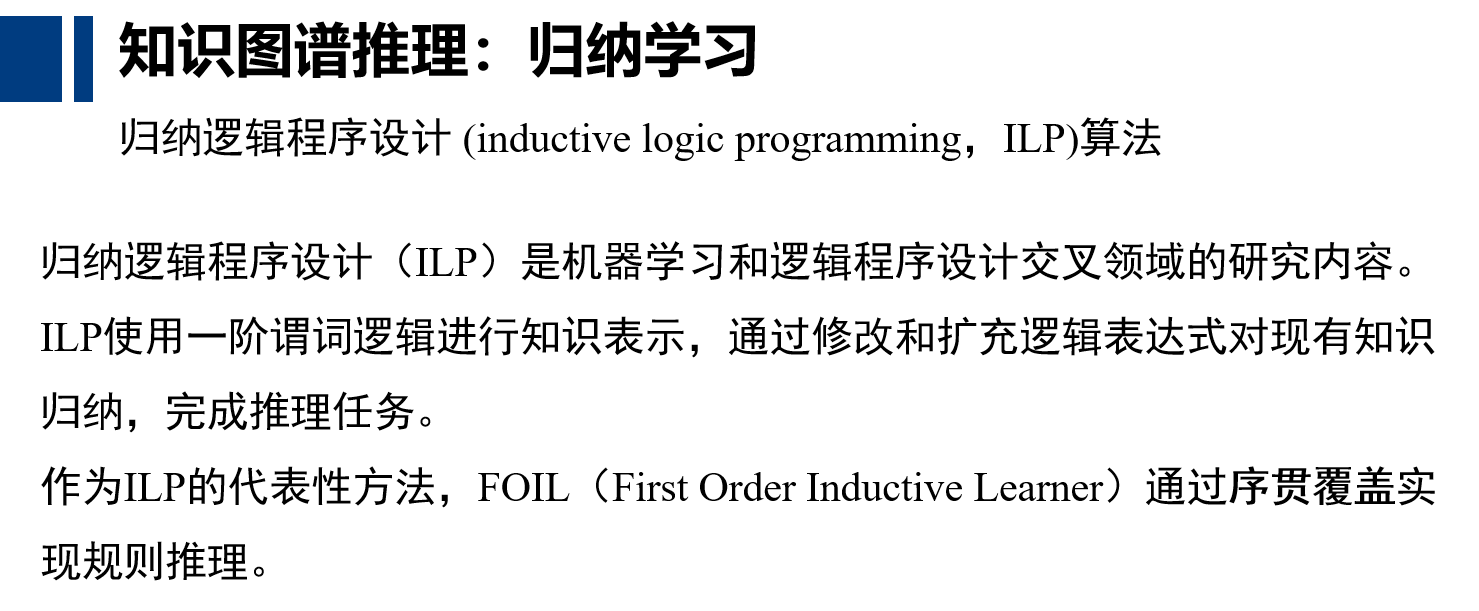 知识图谱推理：归纳学习
归纳逻辑程序设计 (inductive logic programming，ILP)算法
归纳逻辑程序设计（ILP）是机器学习和逻辑程序设计交叉领域的研究内容。
ILP使用一阶谓词逻辑进行知识表示，通过修改和扩充逻辑表达式对现有知识
归纳，完成推理任务。
作为ILP的代表性方法，FOIL（First Order Inductive Learner）通过序贯覆盖实
现规则推理。